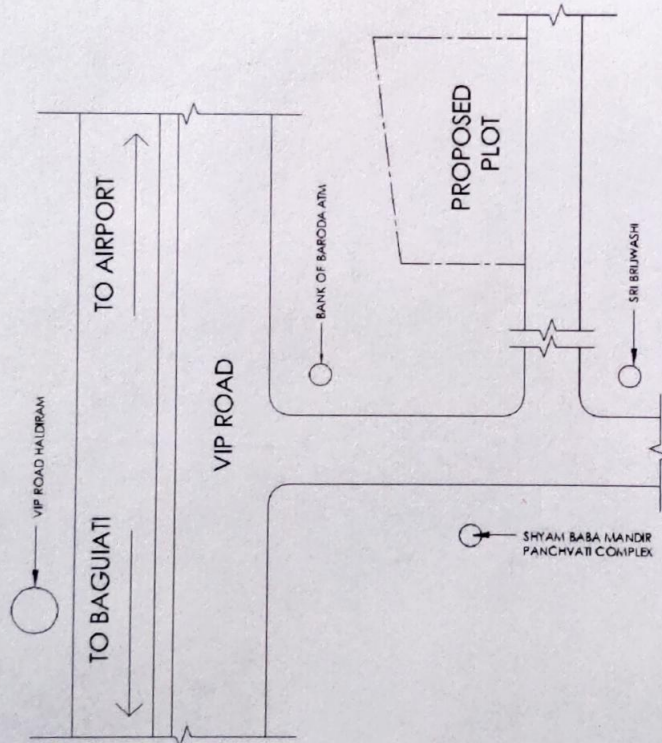 VIP ROAD HALDIRAM
TO BAGUIATI
TO AIRPORT
VIP ROAD
BANK OF BARODA ATM
PROPOSED
PLOT
SHYAM BABA MANDIR
PANCHVATI COMPLEX
SRI BRIJWASHI